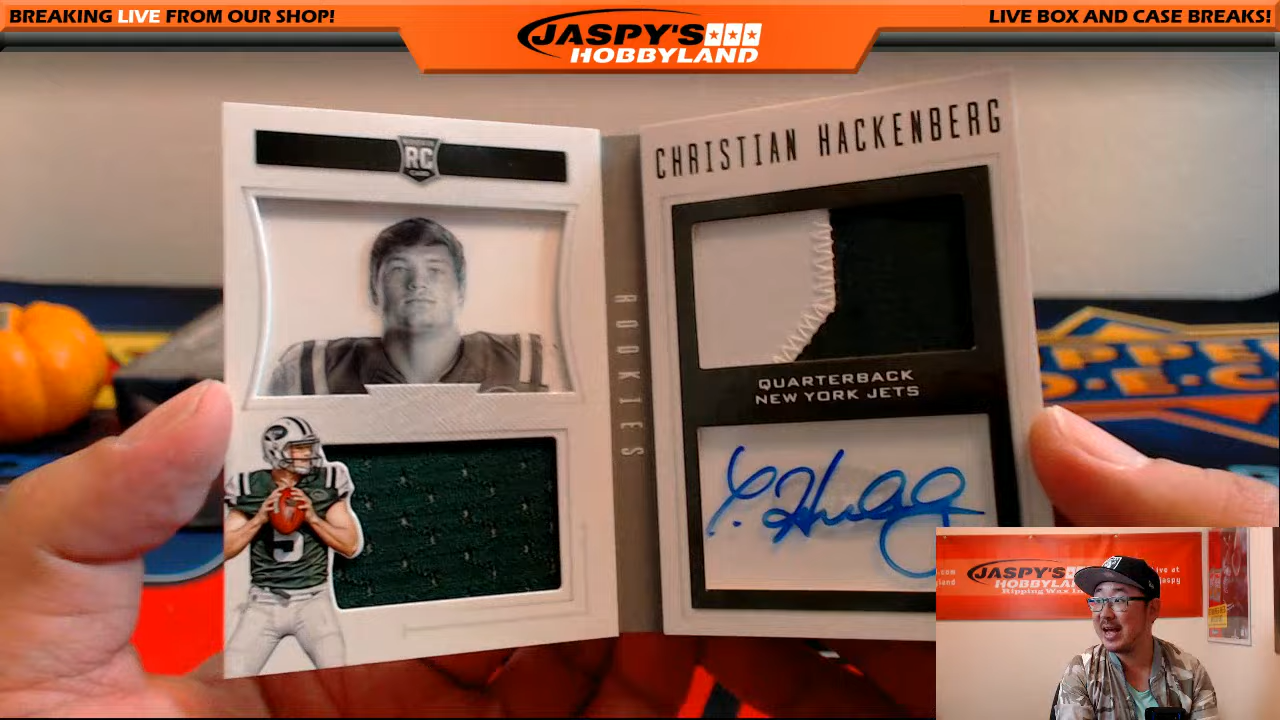 BREAKING LIVE FROM OUR SHOP!
JASPY'S
HOBBYLAND
LIVE BOX AND CASE BREAKS!
RC
CHRISTIAN HACKENBERG
ROOKIES
QUARTERBACK
NEW YORK JETS
5
JASPY'S
HOBBYLAND